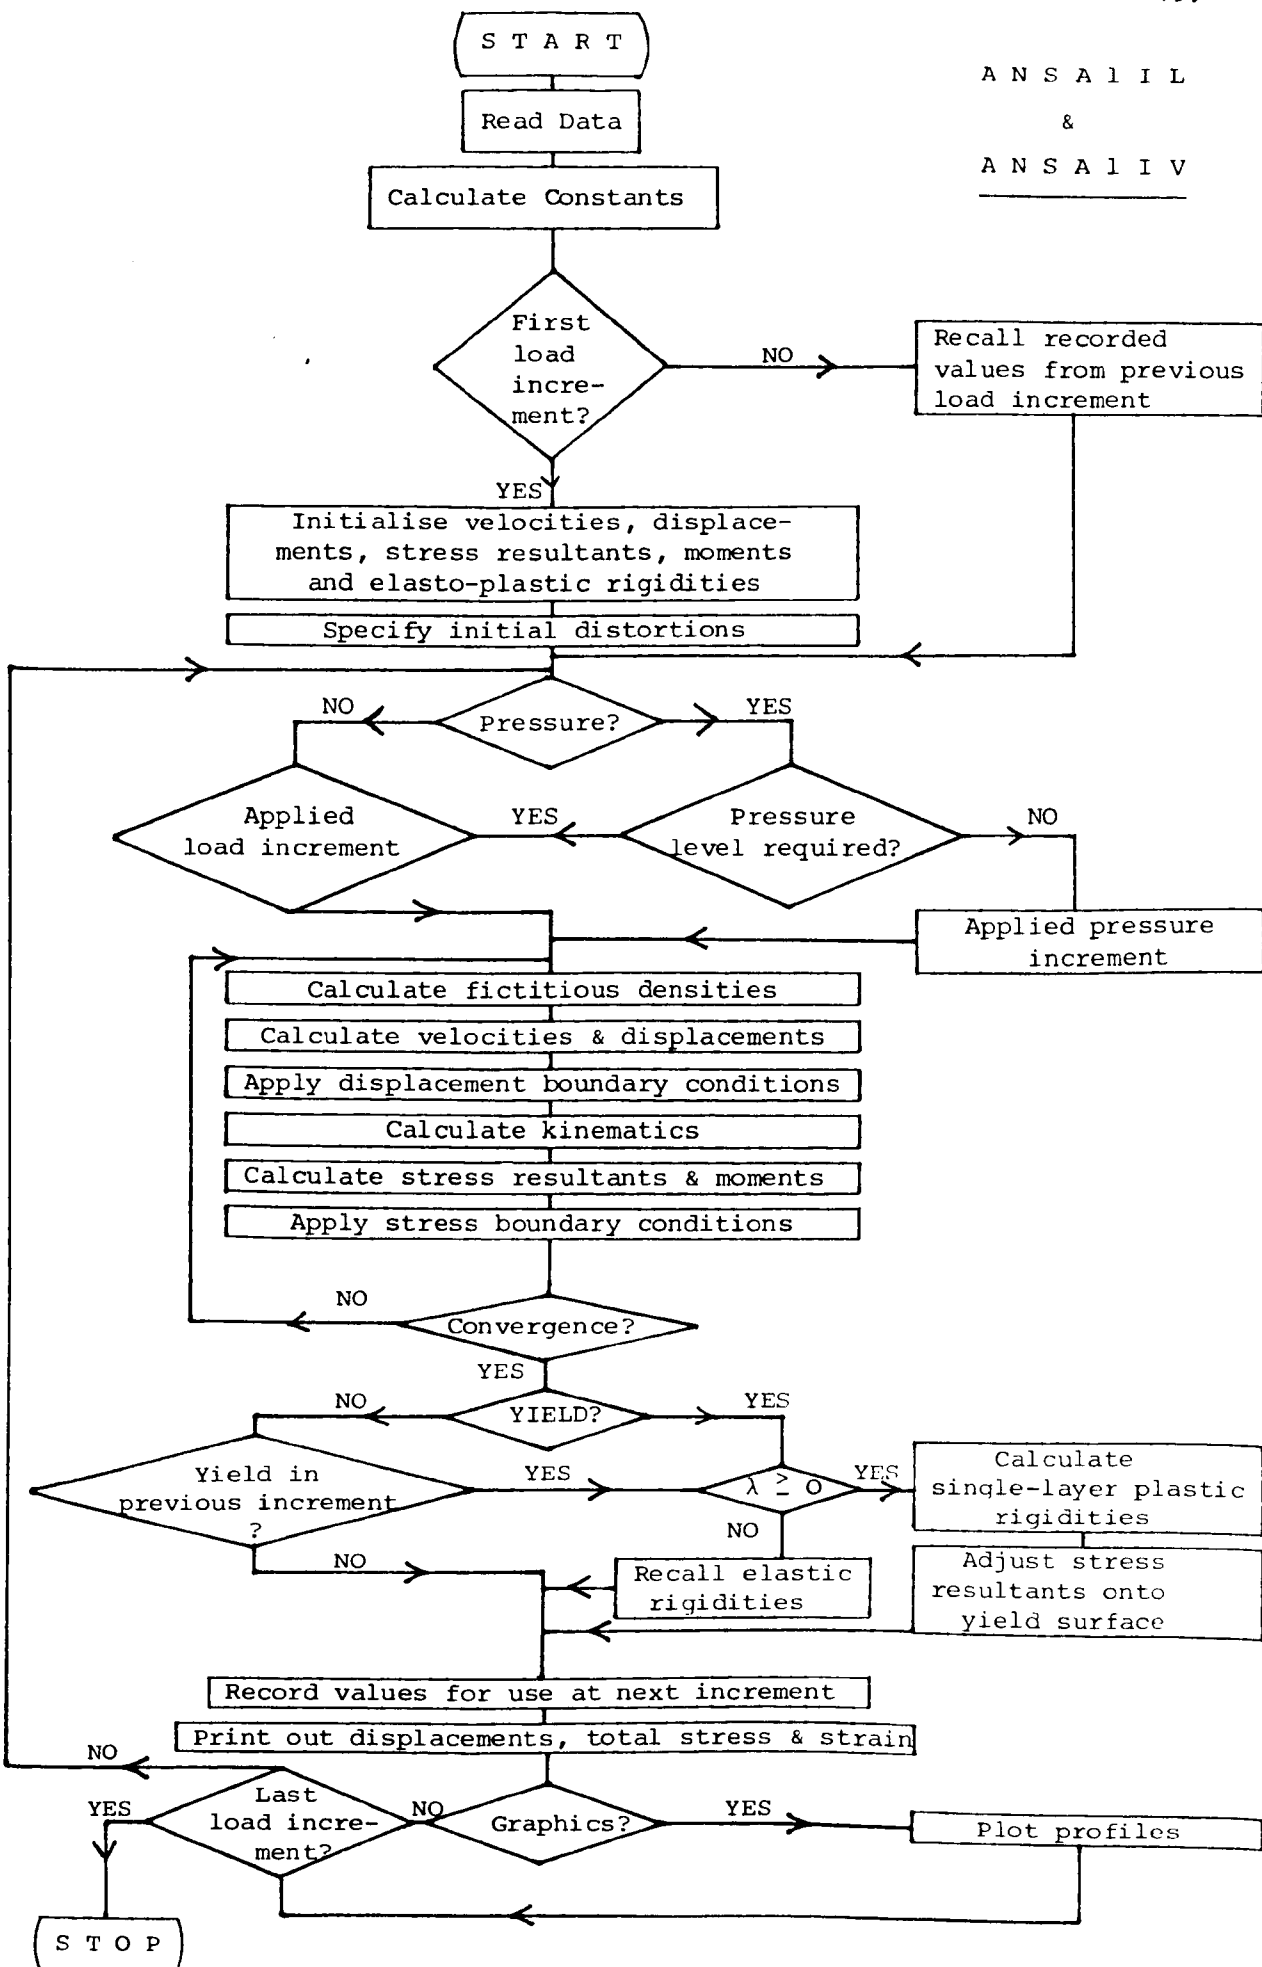 S T A R T
A N S A 1 I L
&
A N S A 1 I V
Read Data
Calculate Constants
First
load
incre-
ment?
NO
Recall recorded
values from previous
load increment
YES
Initialise velocities, displace-
ments, stress resultants, moments
and elasto-plastic rigidities
Specify initial distortions
NO
Pressure?
YES
Applied
load increment
YES
Pressure
level required?
NO
Applied pressure
increment
Calculate fictitious densities
Calculate velocities & displacements
Apply displacement boundary conditions
Calculate kinematics
Calculate stress resultants & moments
Apply stress boundary conditions
NO
Convergence?
YES
NO
YIELD?
YES
Yield in
previous increment
?
YES
λ ≥ 0
YES
Calculate
single-layer plastic
rigidities
NO
NO
Recall elastic
rigidities
Adjust stress
resultants onto
yield surface
Record values for use at next increment
Print out displacements, total stress & strain
NO
YES
Last
load incre-
ment?
NO
Graphics?
YES
Plot profiles
S T O P